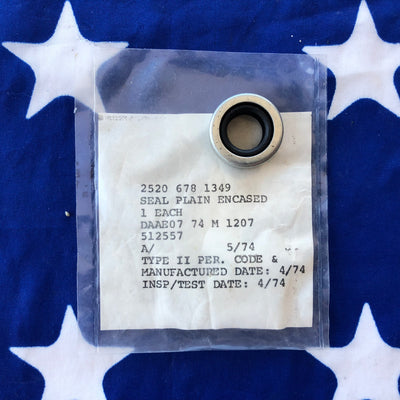 2520 678 1349
SEAL PLAIN ENCASED
1 EACH
DAAE07 74 M 1207
512557
A/ 5/74
TYPE II PER. CODE &
MANUFACTURED DATE: 4/74
INSP/TEST DATE: 4/74